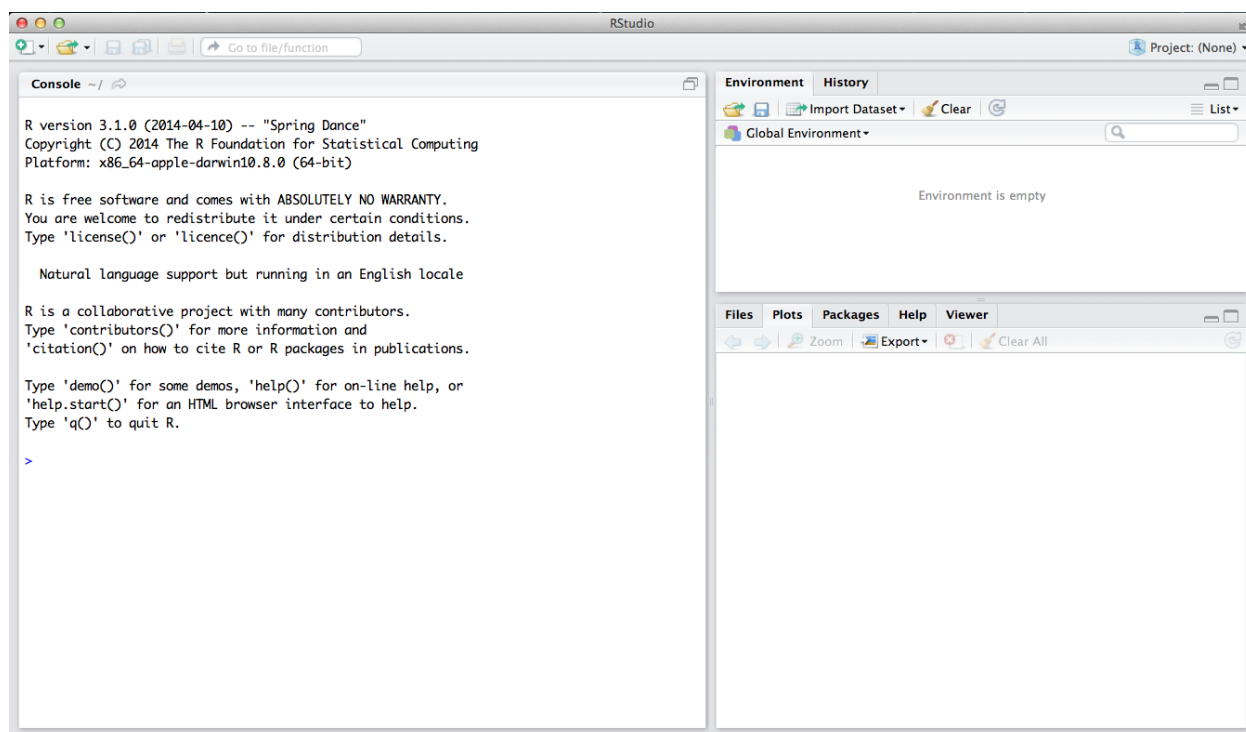 RStudio
Go to file/function
Project: (None)
Console ~/
R version 3.1.0 (2014-04-10) -- "Spring Dance"
Copyright (C) 2014 The R Foundation for Statistical Computing
Platform: x86_64-apple-darwin10.8.0 (64-bit)
R is free software and comes with ABSOLUTELY NO WARRANTY.
You are welcome to redistribute it under certain conditions.
Type 'license()' or 'licence()' for distribution details.
Natural language support but running in an English locale
R is a collaborative project with many contributors.
Type 'contributors()' for more information and
'citation()' on how to cite R or R packages in publications.
Type 'demo()' for some demos, 'help()' for on-line help, or
'help.start()' for an HTML browser interface to help.
Type 'q()' to quit R.
>
Environment History
Import Dataset Clear List
Global Environment
Environment is empty
Files Plots Packages Help Viewer
Zoom Export Clear All